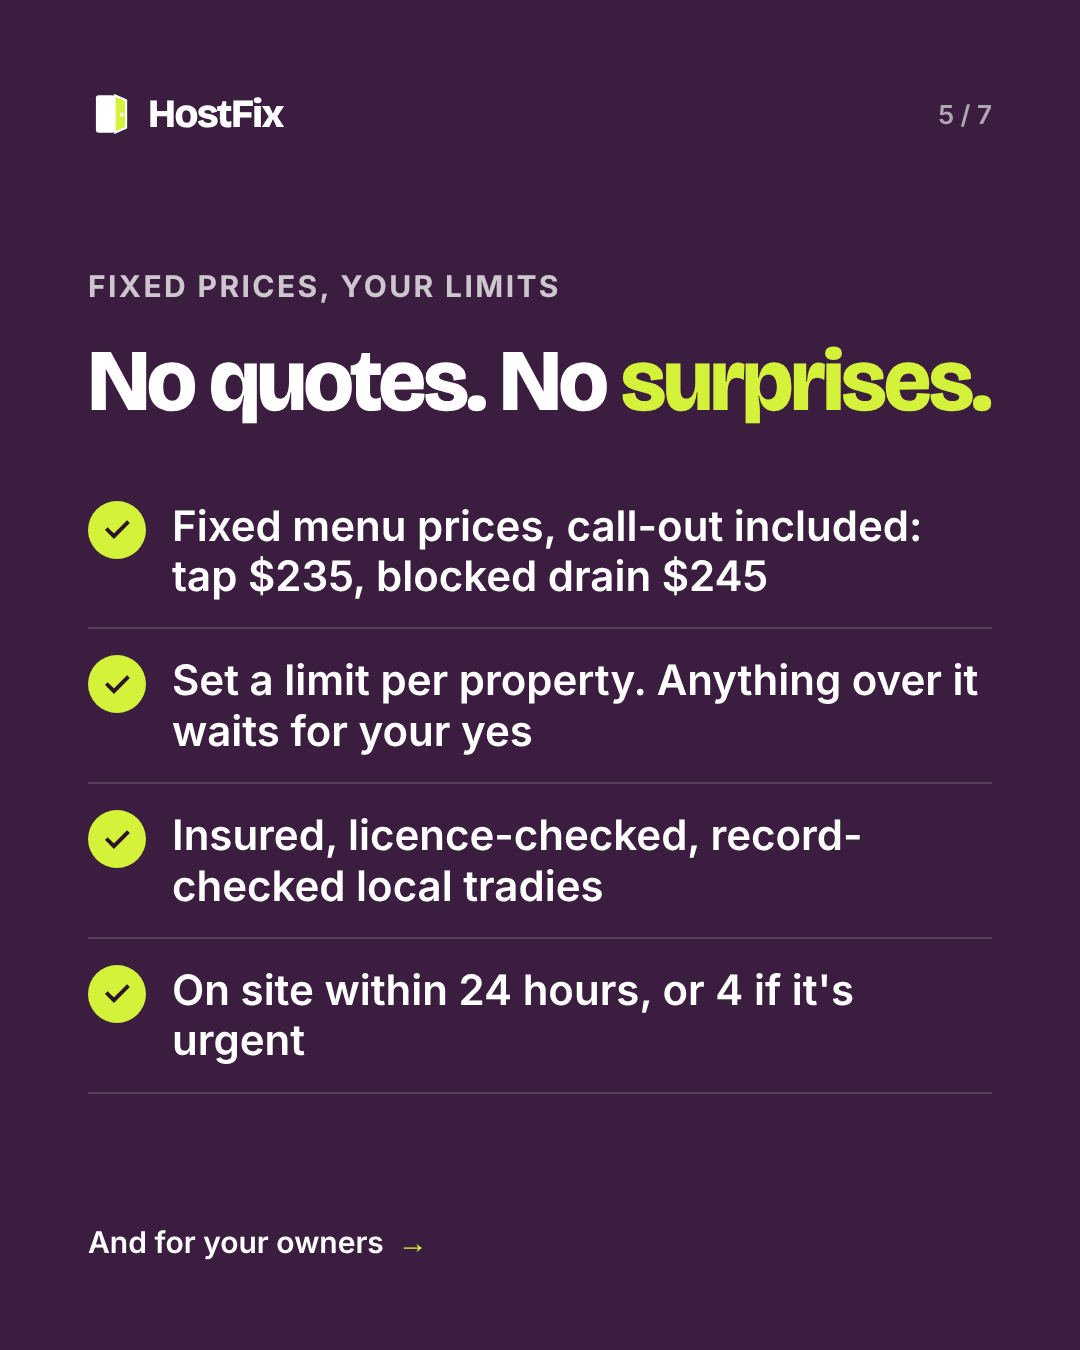 HostFix
5 / 7
FIXED PRICES, YOUR LIMITS
No quotes. No surprises.
Fixed menu prices, call-out included:
tap $235, blocked drain $245
Set a limit per property. Anything over it
waits for your yes
Insured, licence-checked, record-
checked local tradies
On site within 24 hours, or 4 if it's
urgent
And for your owners →